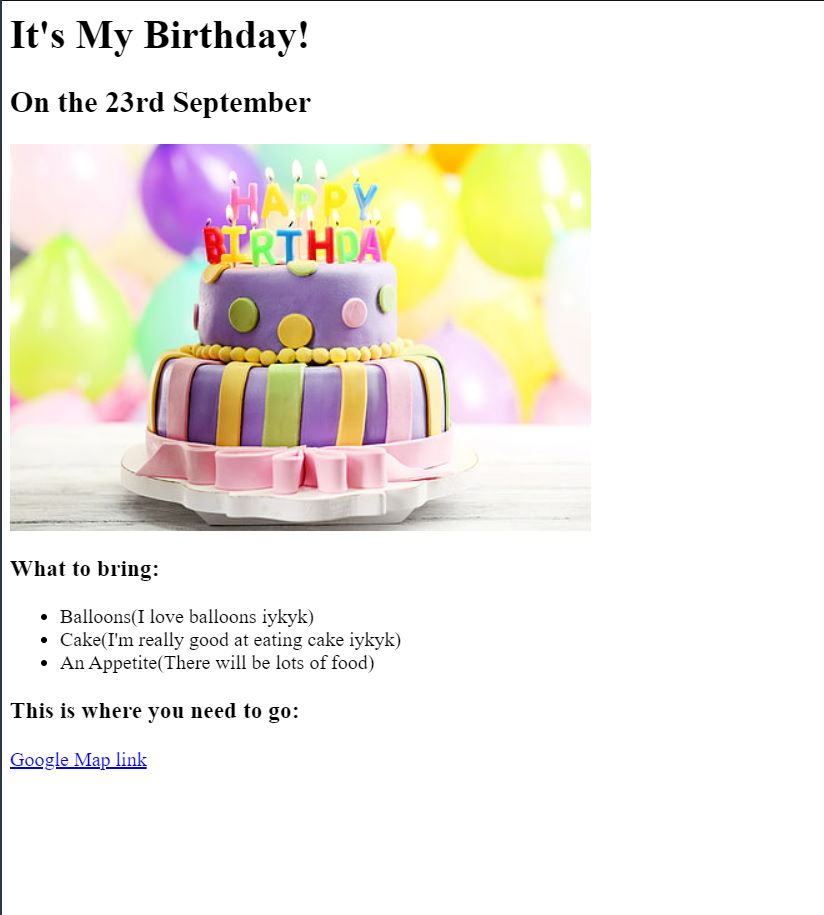 It's My Birthday!
On the 23rd September
HAPPY
BIRTHDAY
What to bring:
Balloons(I love balloons iykyk)
Cake(I'm really good at eating cake iykyk)
An Appetite(There will be lots of food)
This is where you need to go:
Google Map link